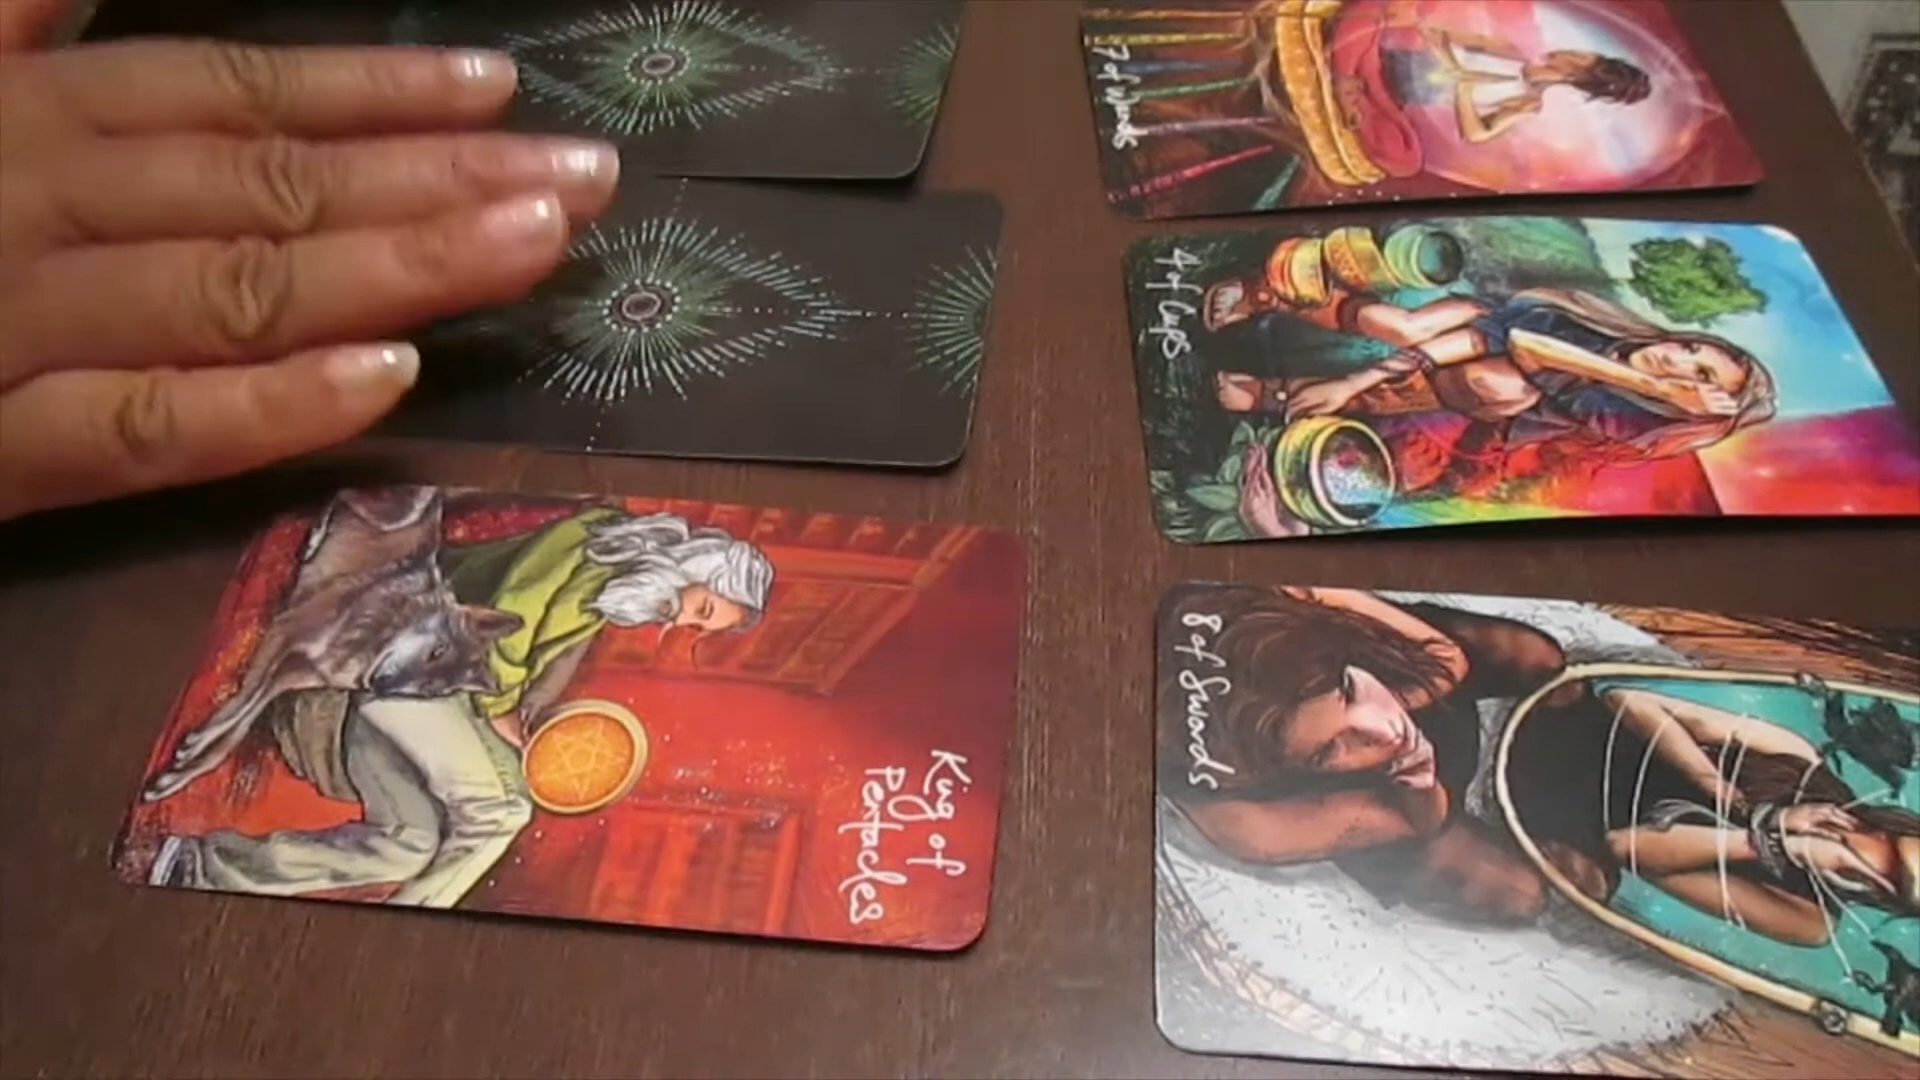 7 of Wands
4 of Cups
8 of Swords
King of
Pentacles